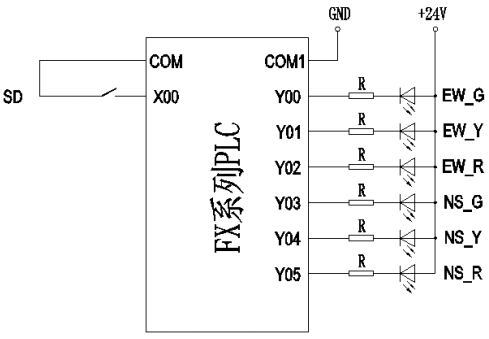 GND +24V
COM COM1
SD X00 Y00 R EW_G
Y01 R EW_Y
Y02 R EW_R
FX系列PLC
Y03 R NS_G
Y04 R NS_Y
Y05 R NS_R